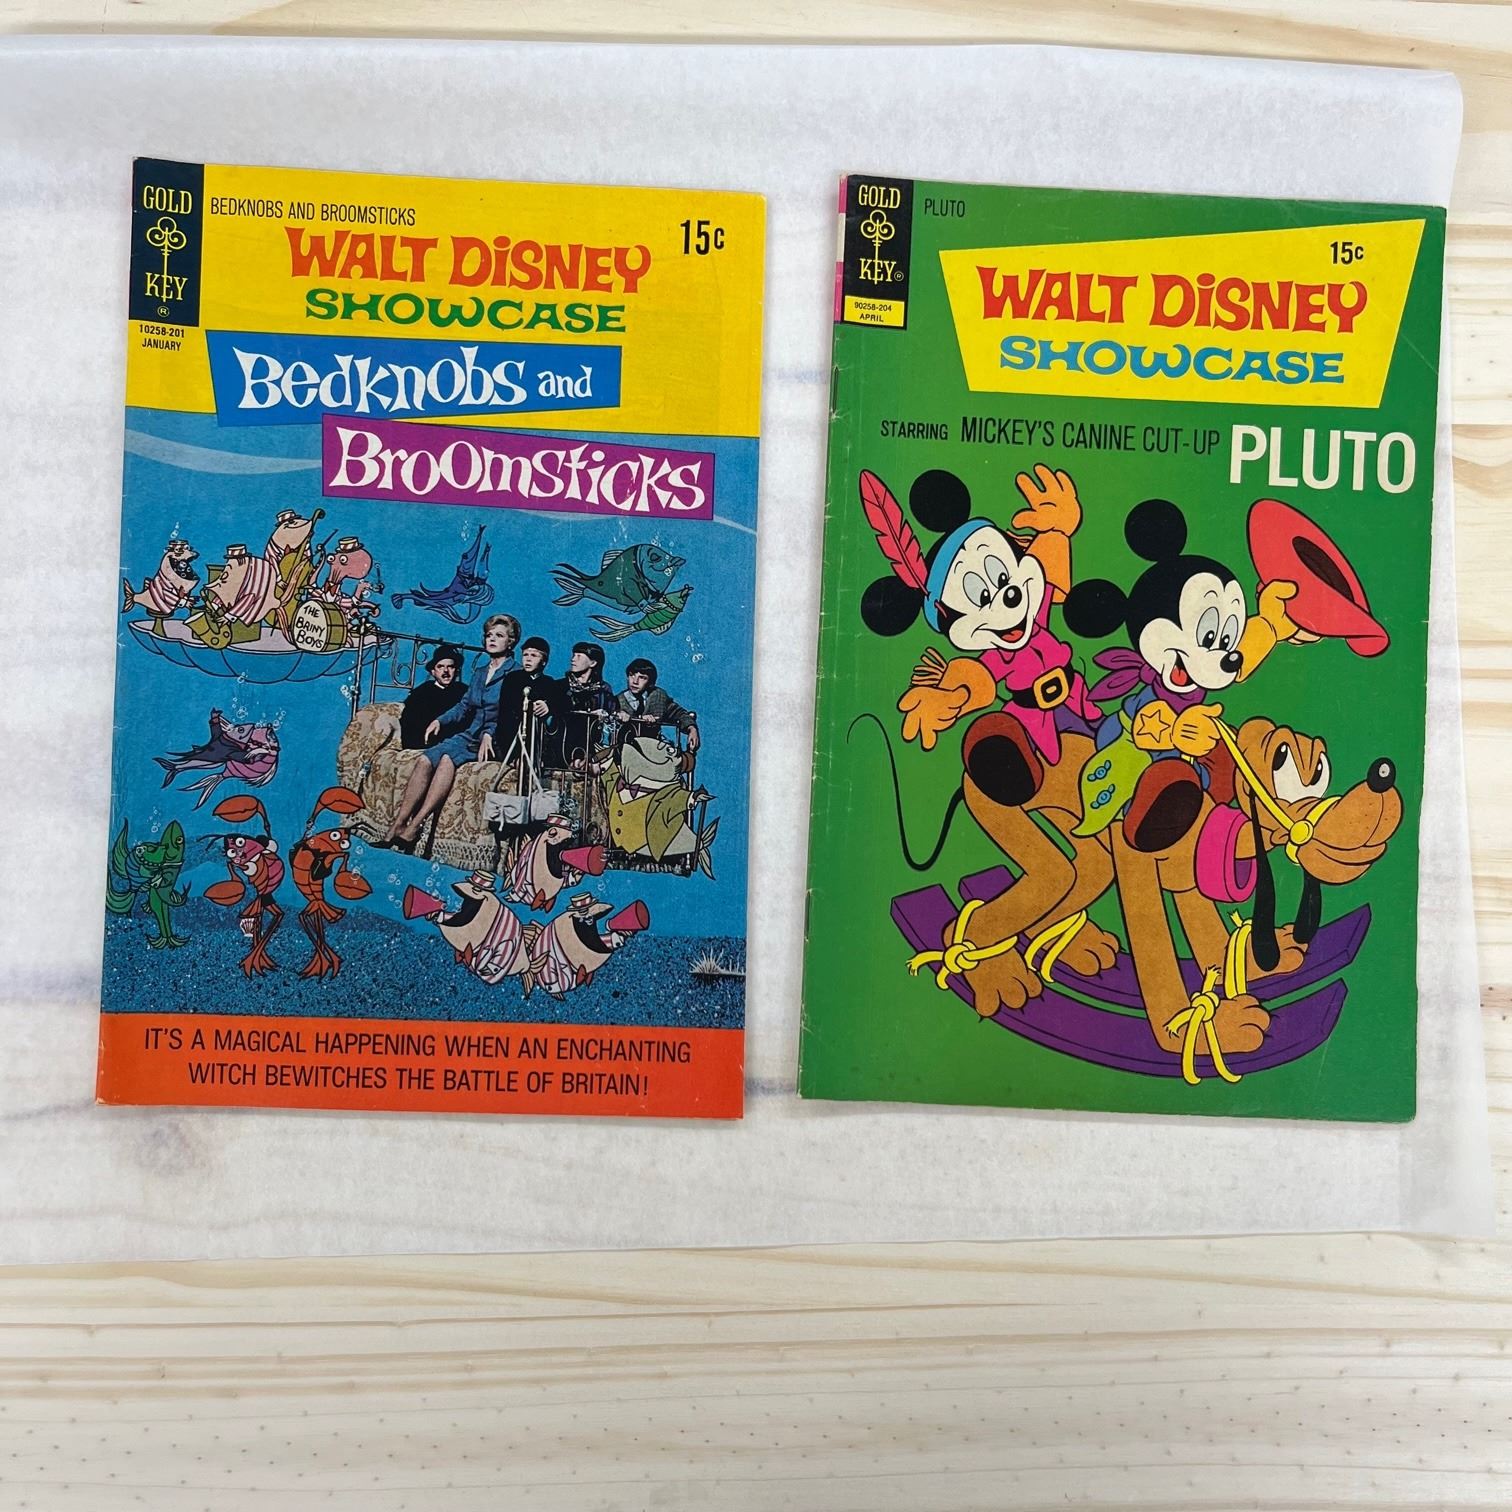 GOLD
KEY
®
10258-201
JANUARY
BEDKNOBS AND BROOMSTICKS
15c
WALT DISNEY
SHOWCASE
Bedknobs and
Broomsticks
THE
BRINY
BOYS
IT'S A MAGICAL HAPPENING WHEN AN ENCHANTING
WITCH BEWITCHES THE BATTLE OF BRITAIN!
GOLD
KEY®
90258-204
APRIL
PLUTO
15c
WALT DISNEY
SHOWCASE
STARRING MICKEY'S CANINE CUT-UP PLUTO